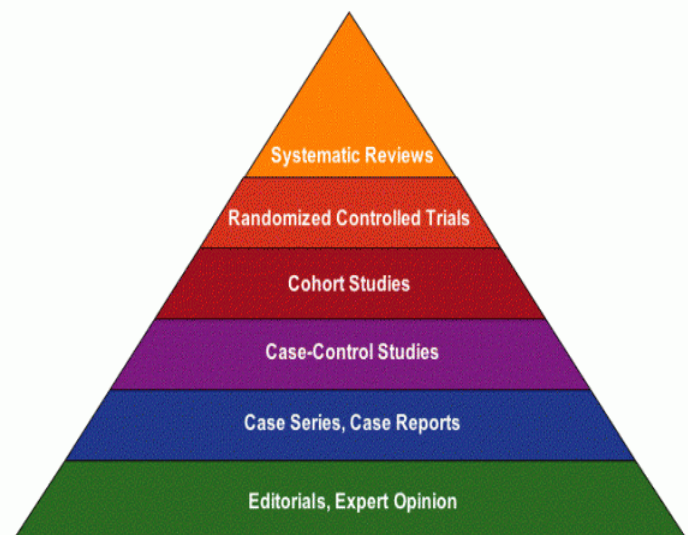 Systematic Reviews
Randomized Controlled Trials
Cohort Studies
Case-Control Studies
Case Series, Case Reports
Editorials, Expert Opinion